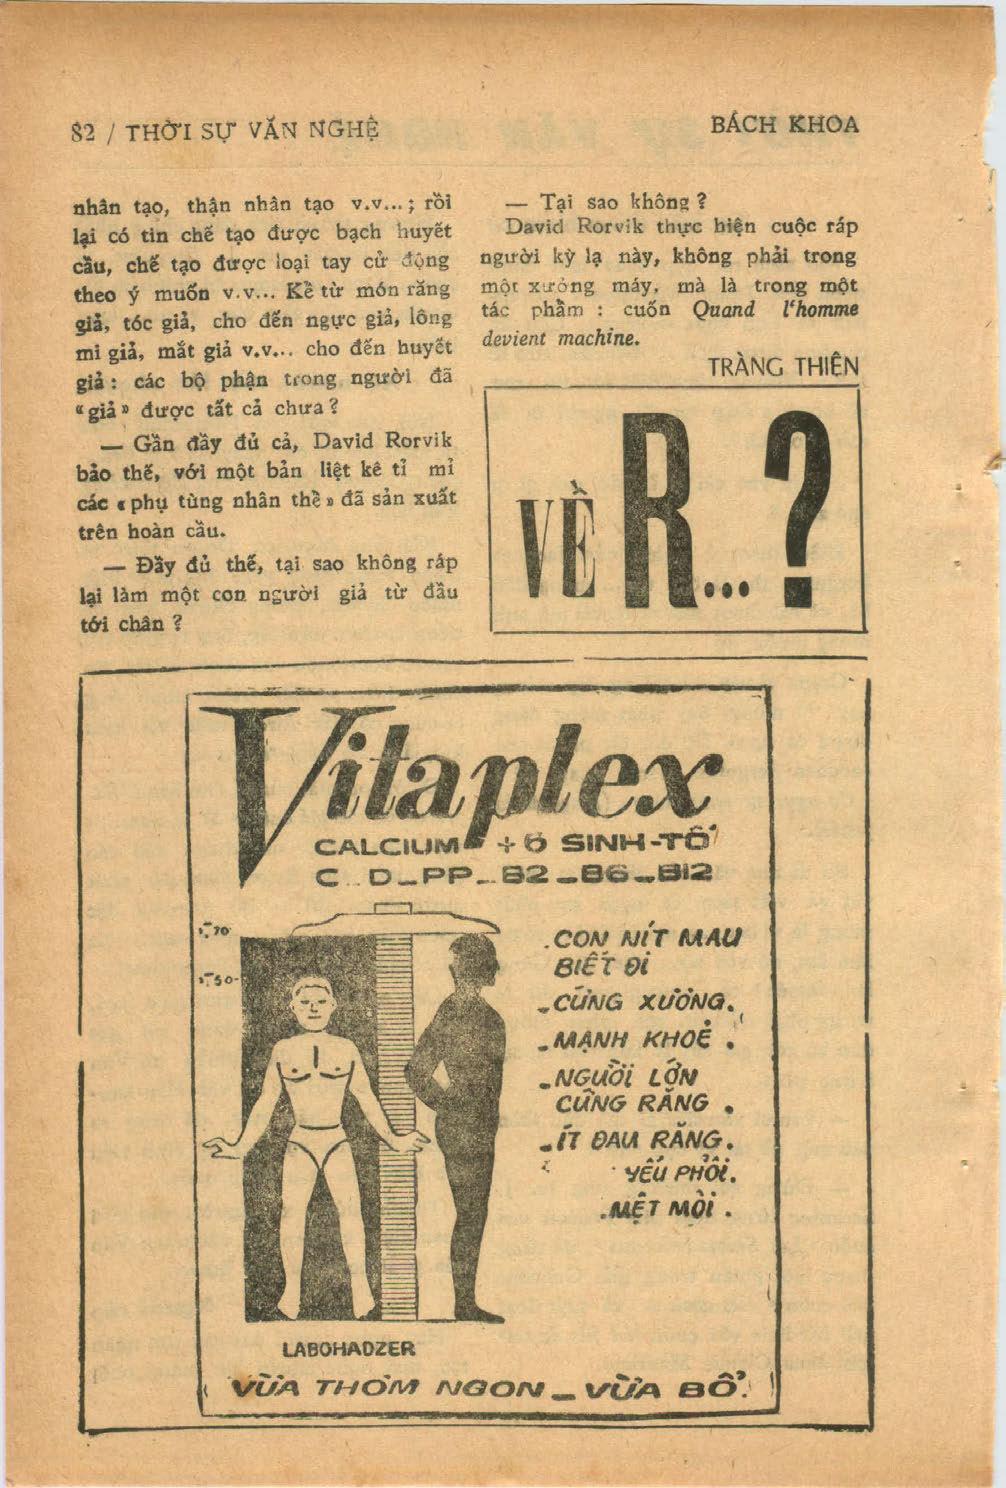 82 / THỜI SỰ VĂN NGHỆ
BÁCH KHOA
nhân tạo, thận nhân tạo v.v...; rồi
lại có tin chế tạo được bạch huyết
cầu, chế tạo được loại tay cử động
theo ý muốn v.v... Kể từ món răng
giả, tóc giả, cho đến ngực giả, lông
mi giả, mắt giả v.v... cho đến huyết
giả : các bộ phận trong người đã
« giả » được tất cả chưa ?
— Gần đầy đủ cả, David Rorvik
bảo thế, với một bản liệt kê tỉ mỉ
các « phụ tùng nhân thể » đã sản xuất
trên hoàn cầu.
— Đầy đủ thế, tại sao không ráp
lại làm một con người giả từ đầu
tới chân ?
— Tại sao không ?
David Rorvik thực hiện cuộc ráp
người kỳ lạ này, không phải trong
một xưởng máy, mà là trong một
tác phẩm : cuốn Quand l'homme
devient machine.
TRÀNG THIÊN
VỀ R...?
Vitaplex
CALCIUM + 6 SINH-TỐ
C_D_PP_B2_B6_B12
1,70
1,50
. CON NÍT MAU
BIẾT ĐI
_ CỨNG XƯƠNG.
_ MẠNH KHOẺ .
_ NGƯỜI LỚN
CỨNG RĂNG .
_ ÍT ĐAU RĂNG.
YẾU PHỔI.
. MỆT MỎI .
LABOHADZER
VỪA THƠM NGON _ VỪA BỔ.